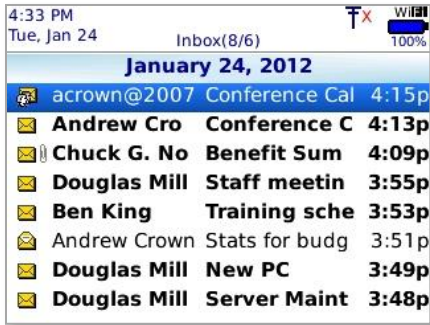 4:33 PM WiFi
Tue, Jan 24 Inbox(8/6) 100%
January 24, 2012
acrown@2007 Conference Cal 4:15p
Andrew Cro Conference C 4:13p
Chuck G. No Benefit Sum 4:09p
Douglas Mill Staff meetin 3:55p
Ben King Training sche 3:53p
Andrew Crown Stats for budg 3:51p
Douglas Mill New PC 3:49p
Douglas Mill Server Maint 3:48p